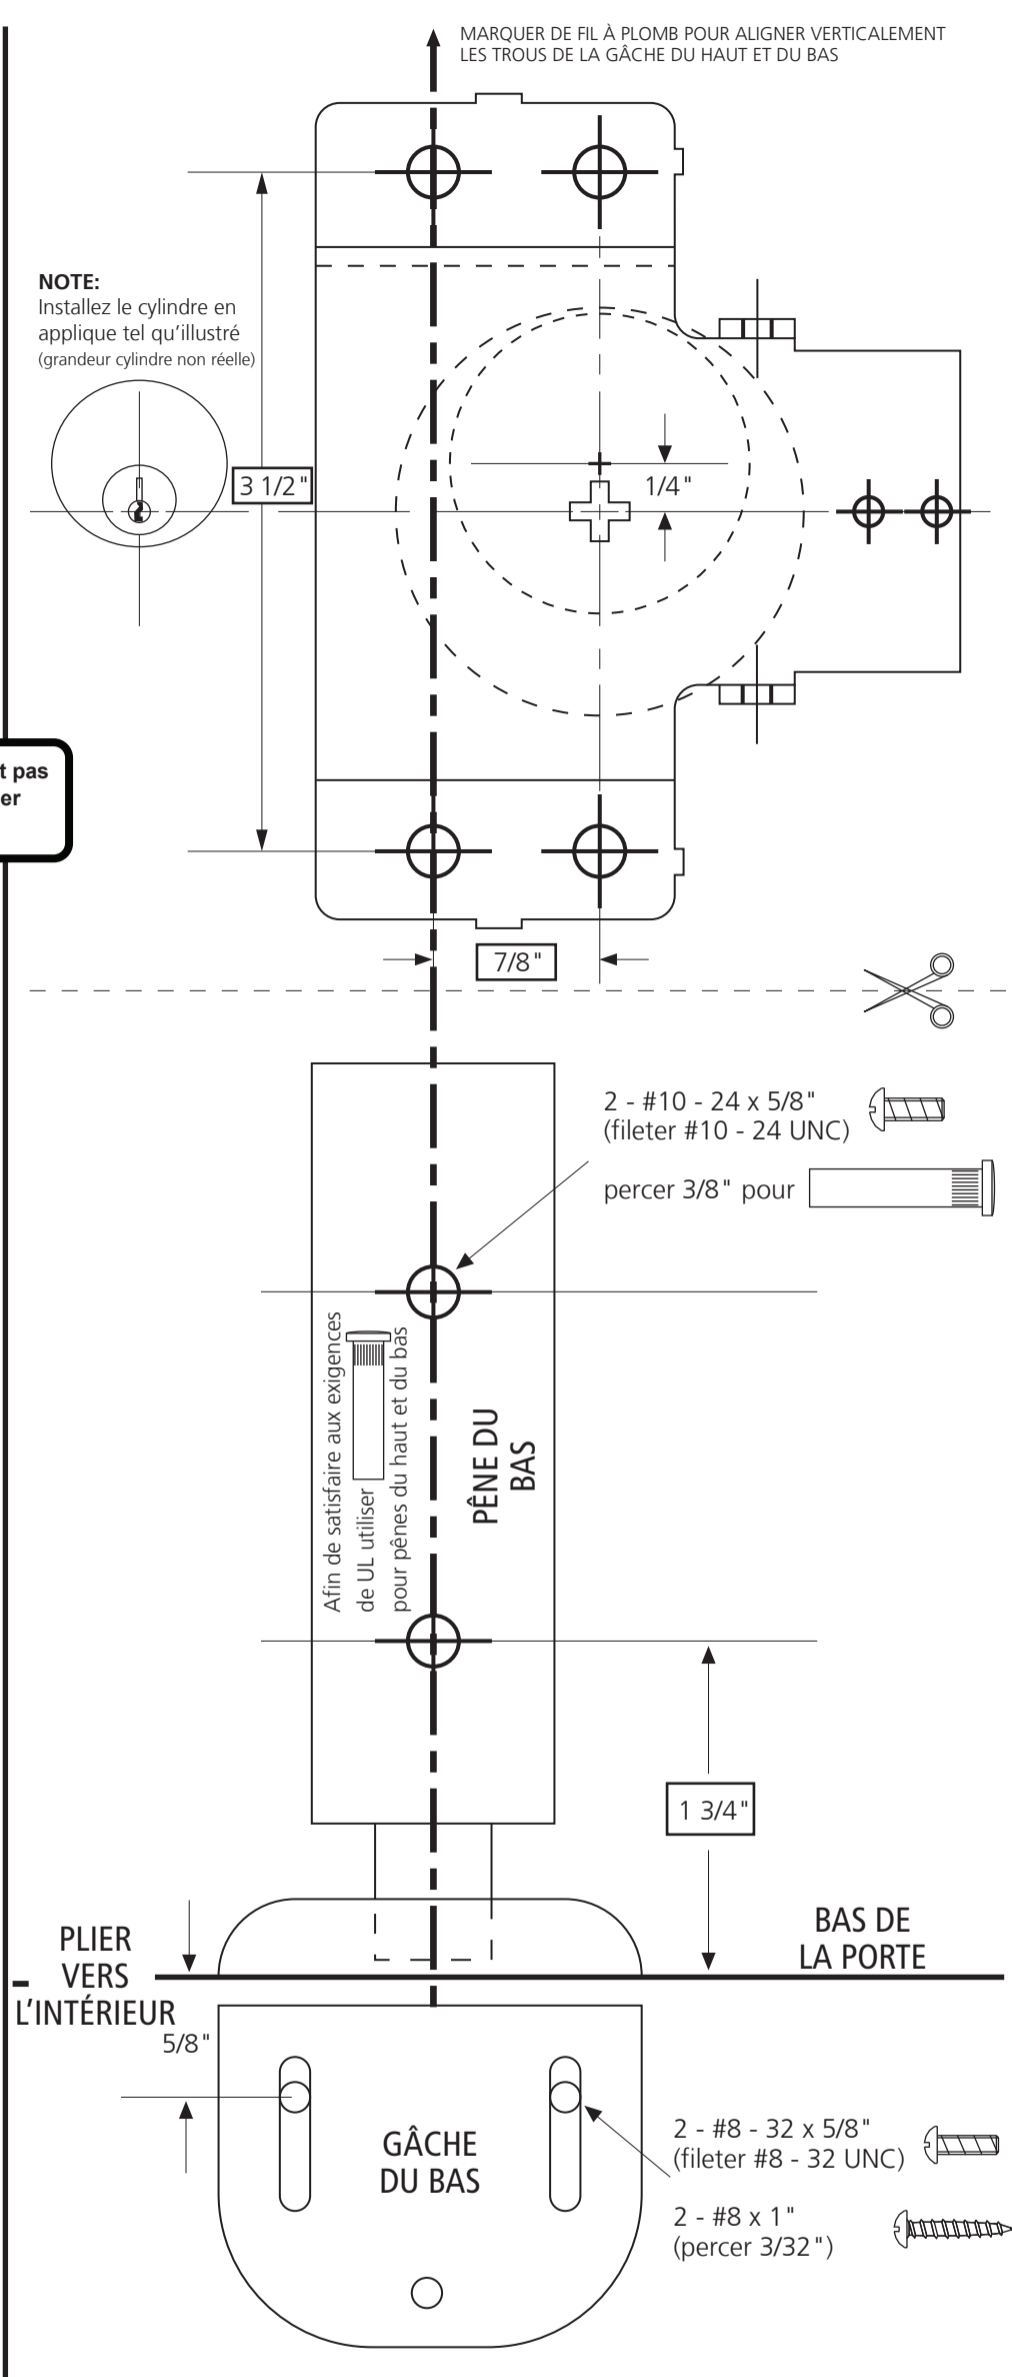 MARQUER DE FIL À PLOMB POUR ALIGNER VERTICALEMENT
LES TROUS DE LA GÂCHE DU HAUT ET DU BAS
NOTE:
Installez le cylindre en
applique tel qu'illustré
(grandeur cylindre non réelle)
3 1/2"
1/4"
t pas
er
7/8"
2 - #10 - 24 x 5/8"
(fileter #10 - 24 UNC)
percer 3/8" pour
Afin de satisfaire aux exigences
de UL utiliser
pour pênes du haut et du bas
PÊNE DU
BAS
1 3/4"
PLIER
VERS
L'INTÉRIEUR
BAS DE
LA PORTE
5/8"
GÂCHE
DU BAS
2 - #8 - 32 x 5/8"
(fileter #8 - 32 UNC)
2 - #8 x 1"
(percer 3/32")